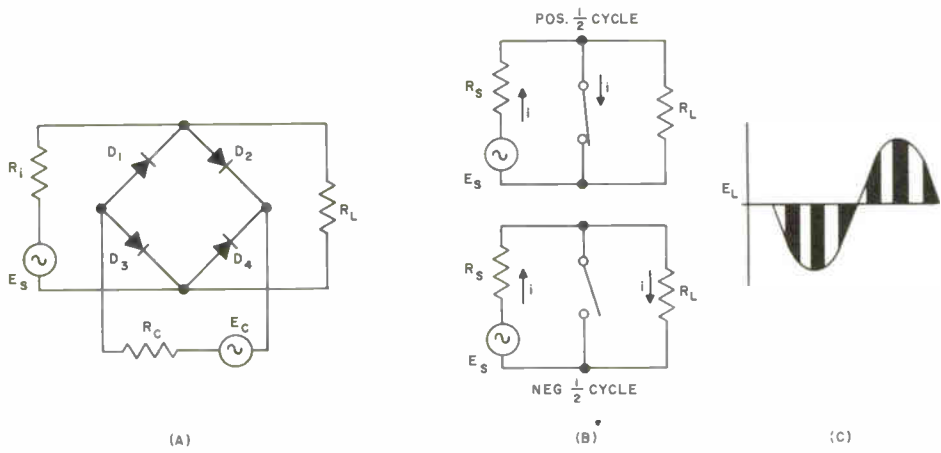 D1
D2
Ri
RL
D3
D4
ES
RC
EC
(A)
POS. 1/2 CYCLE
RS
i
i
RL
ES
RS
i
i
RL
ES
NEG 1/2 CYCLE
(B)
EL
(C)